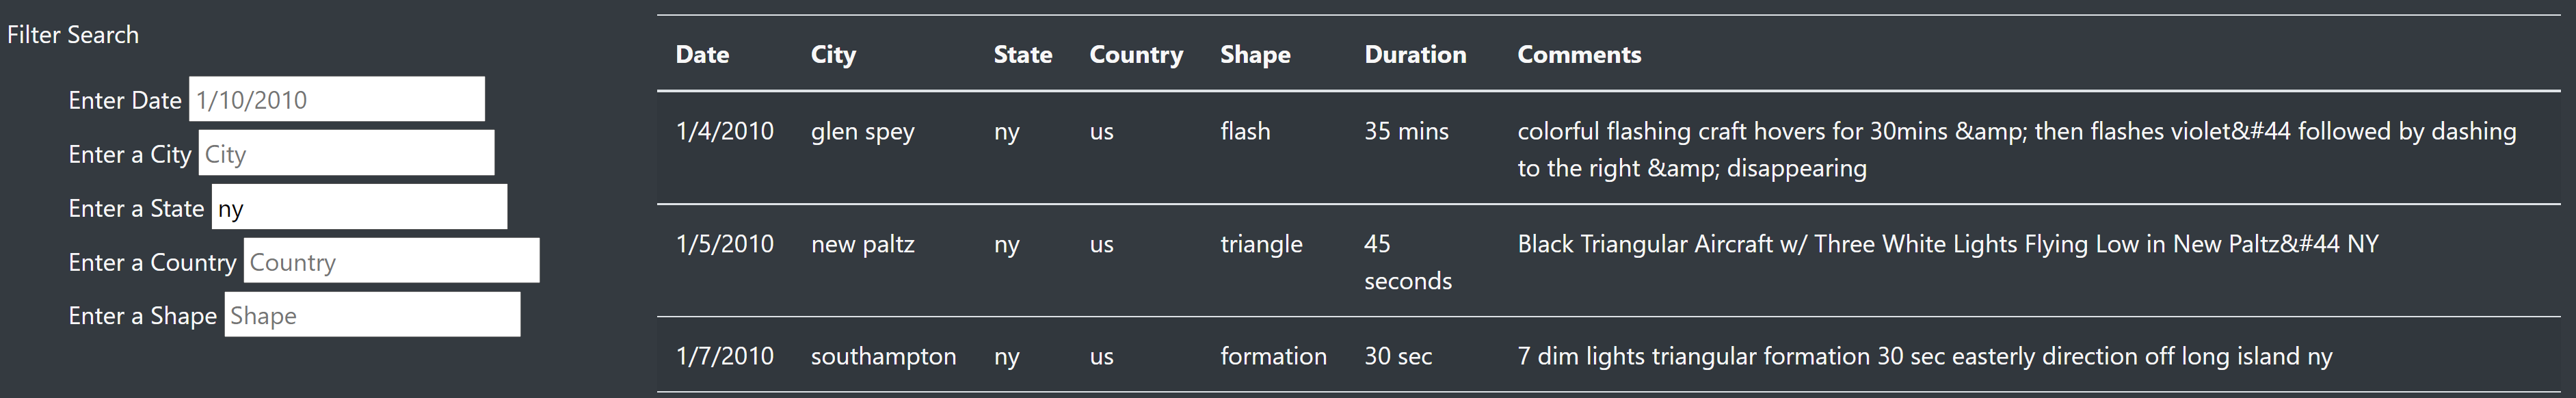 Filter Search
Enter Date 1/10/2010
Enter a City City
Enter a State ny
Enter a Country Country
Enter a Shape Shape
Date City State Country Shape Duration Comments
1/4/2010 glen spey ny us flash 35 mins colorful flashing craft hovers for 30mins &amp; then flashes violet&#44 followed by dashing
to the right &amp; disappearing
1/5/2010 new paltz ny us triangle 45 Black Triangular Aircraft w/ Three White Lights Flying Low in New Paltz&#44 NY
seconds
1/7/2010 southampton ny us formation 30 sec 7 dim lights triangular formation 30 sec easterly direction off long island ny